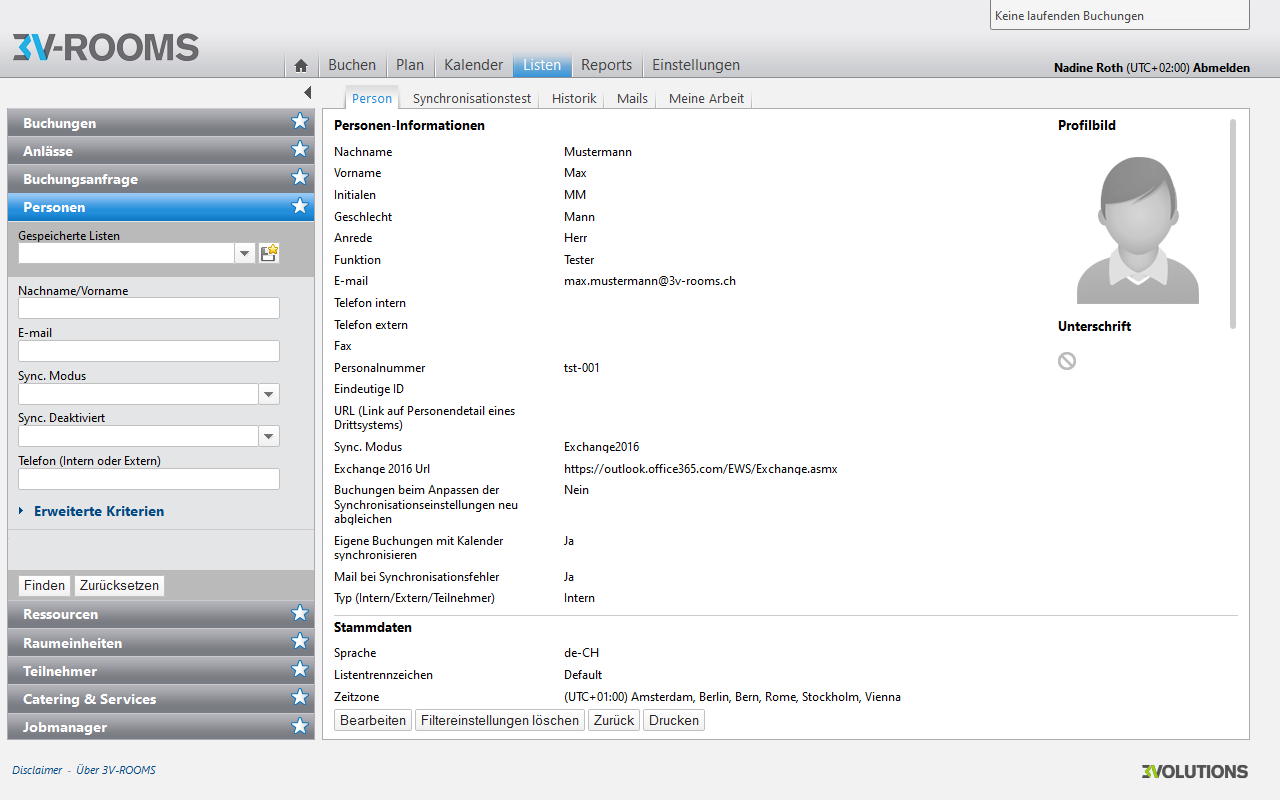 Keine laufenden Buchungen
3V-ROOMS
Buchen Plan Kalender Listen Reports Einstellungen
Nadine Roth (UTC+02:00) Abmelden
Person Synchronisationstest Historik Mails Meine Arbeit
Buchungen
Anlässe
Buchungsanfrage
Personen
Gespeicherte Listen
Nachname/Vorname
E-mail
Sync. Modus
Sync. Deaktiviert
Telefon (Intern oder Extern)
Erweiterte Kriterien
Finden Zurücksetzen
Ressourcen
Raumeinheiten
Teilnehmer
Catering & Services
Jobmanager
Personen-Informationen
Nachname Mustermann
Vorname Max
Initialen MM
Geschlecht Mann
Anrede Herr
Funktion Tester
E-mail max.mustermann@3v-rooms.ch
Telefon intern
Telefon extern
Fax
Personalnummer tst-001
Eindeutige ID
URL (Link auf Personendetail eines
Drittsystems)
Sync. Modus Exchange2016
Exchange 2016 Url https://outlook.office365.com/EWS/Exchange.asmx
Buchungen beim Anpassen der Nein
Synchronisationseinstellungen neu
abgleichen
Eigene Buchungen mit Kalender Ja
synchronisieren
Mail bei Synchronisationsfehler Ja
Typ (Intern/Extern/Teilnehmer) Intern
Profilbild
Unterschrift
Stammdaten
Sprache de-CH
Listentrennzeichen Default
Zeitzone (UTC+01:00) Amsterdam, Berlin, Bern, Rome, Stockholm, Vienna
Bearbeiten Filtereinstellungen löschen Zurück Drucken
Disclaimer - Über 3V-ROOMS
3VOLUTIONS